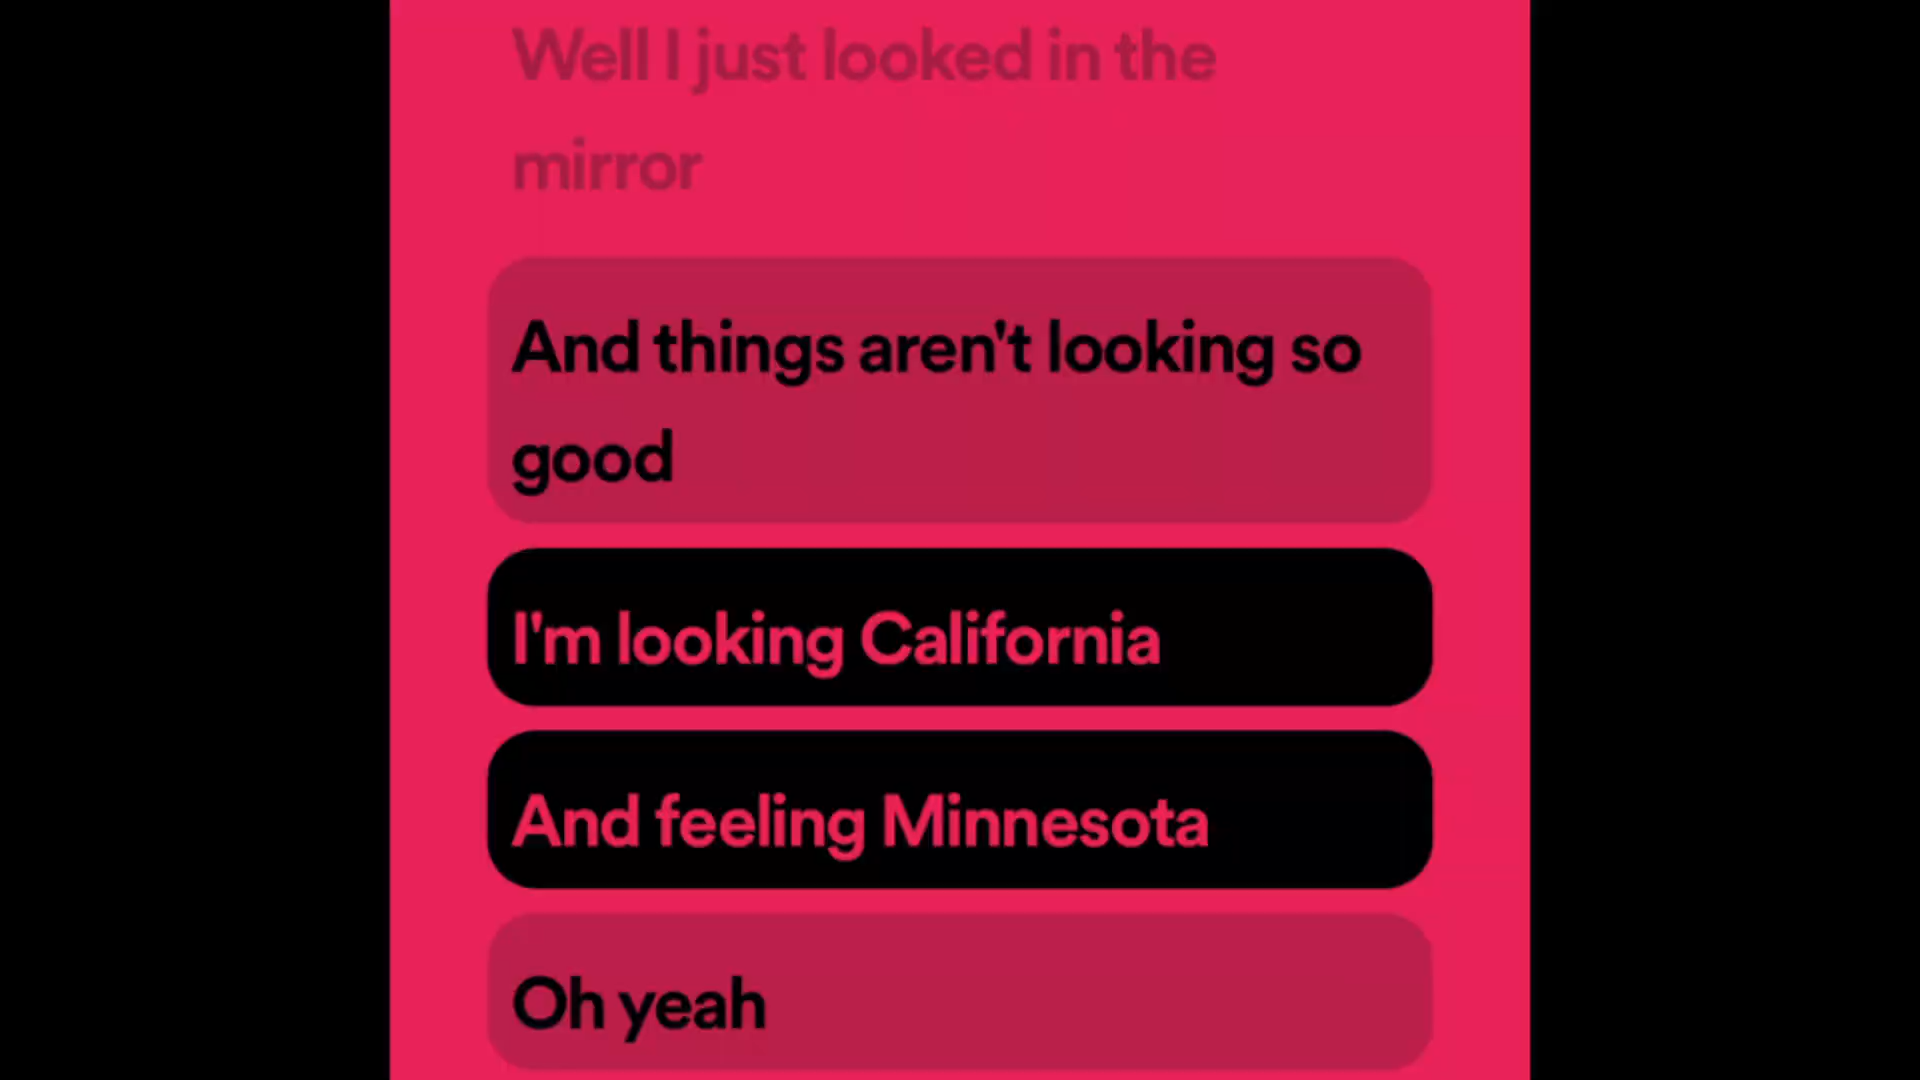 Well I just looked in the
mirror
And things aren't looking so
good
I'm looking California
And feeling Minnesota
Oh yeah